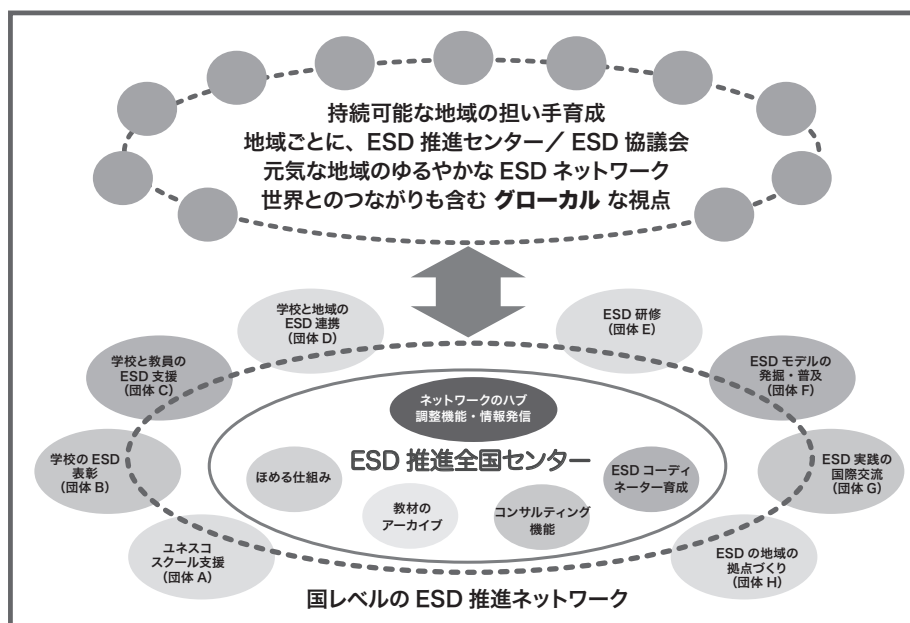 持続可能な地域の担い手育成
地域ごとに、ESD 推進センター／ ESD 協議会
元気な地域のゆるやかな ESD ネットワーク
世界とのつながりも含む グローカル な視点
学校と地域の
ESD 連携
(団体 D)
ESD 研修
(団体 E)
学校と教員の
ESD 支援
(団体 C)
ESD モデルの
発掘・普及
(団体 F)
ネットワークのハブ
調整機能・情報発信
学校の ESD
表彰
(団体 B)
ESD 推進全国センター
ESD 実践の
国際交流
(団体 G)
ほめる仕組み
教材の
アーカイブ
コンサルティング
機能
ESD コーディ
ネーター育成
ユネスコ
スクール支援
(団体 A)
ESD の地域の
拠点づくり
(団体 H)
国レベルの ESD 推進ネットワーク